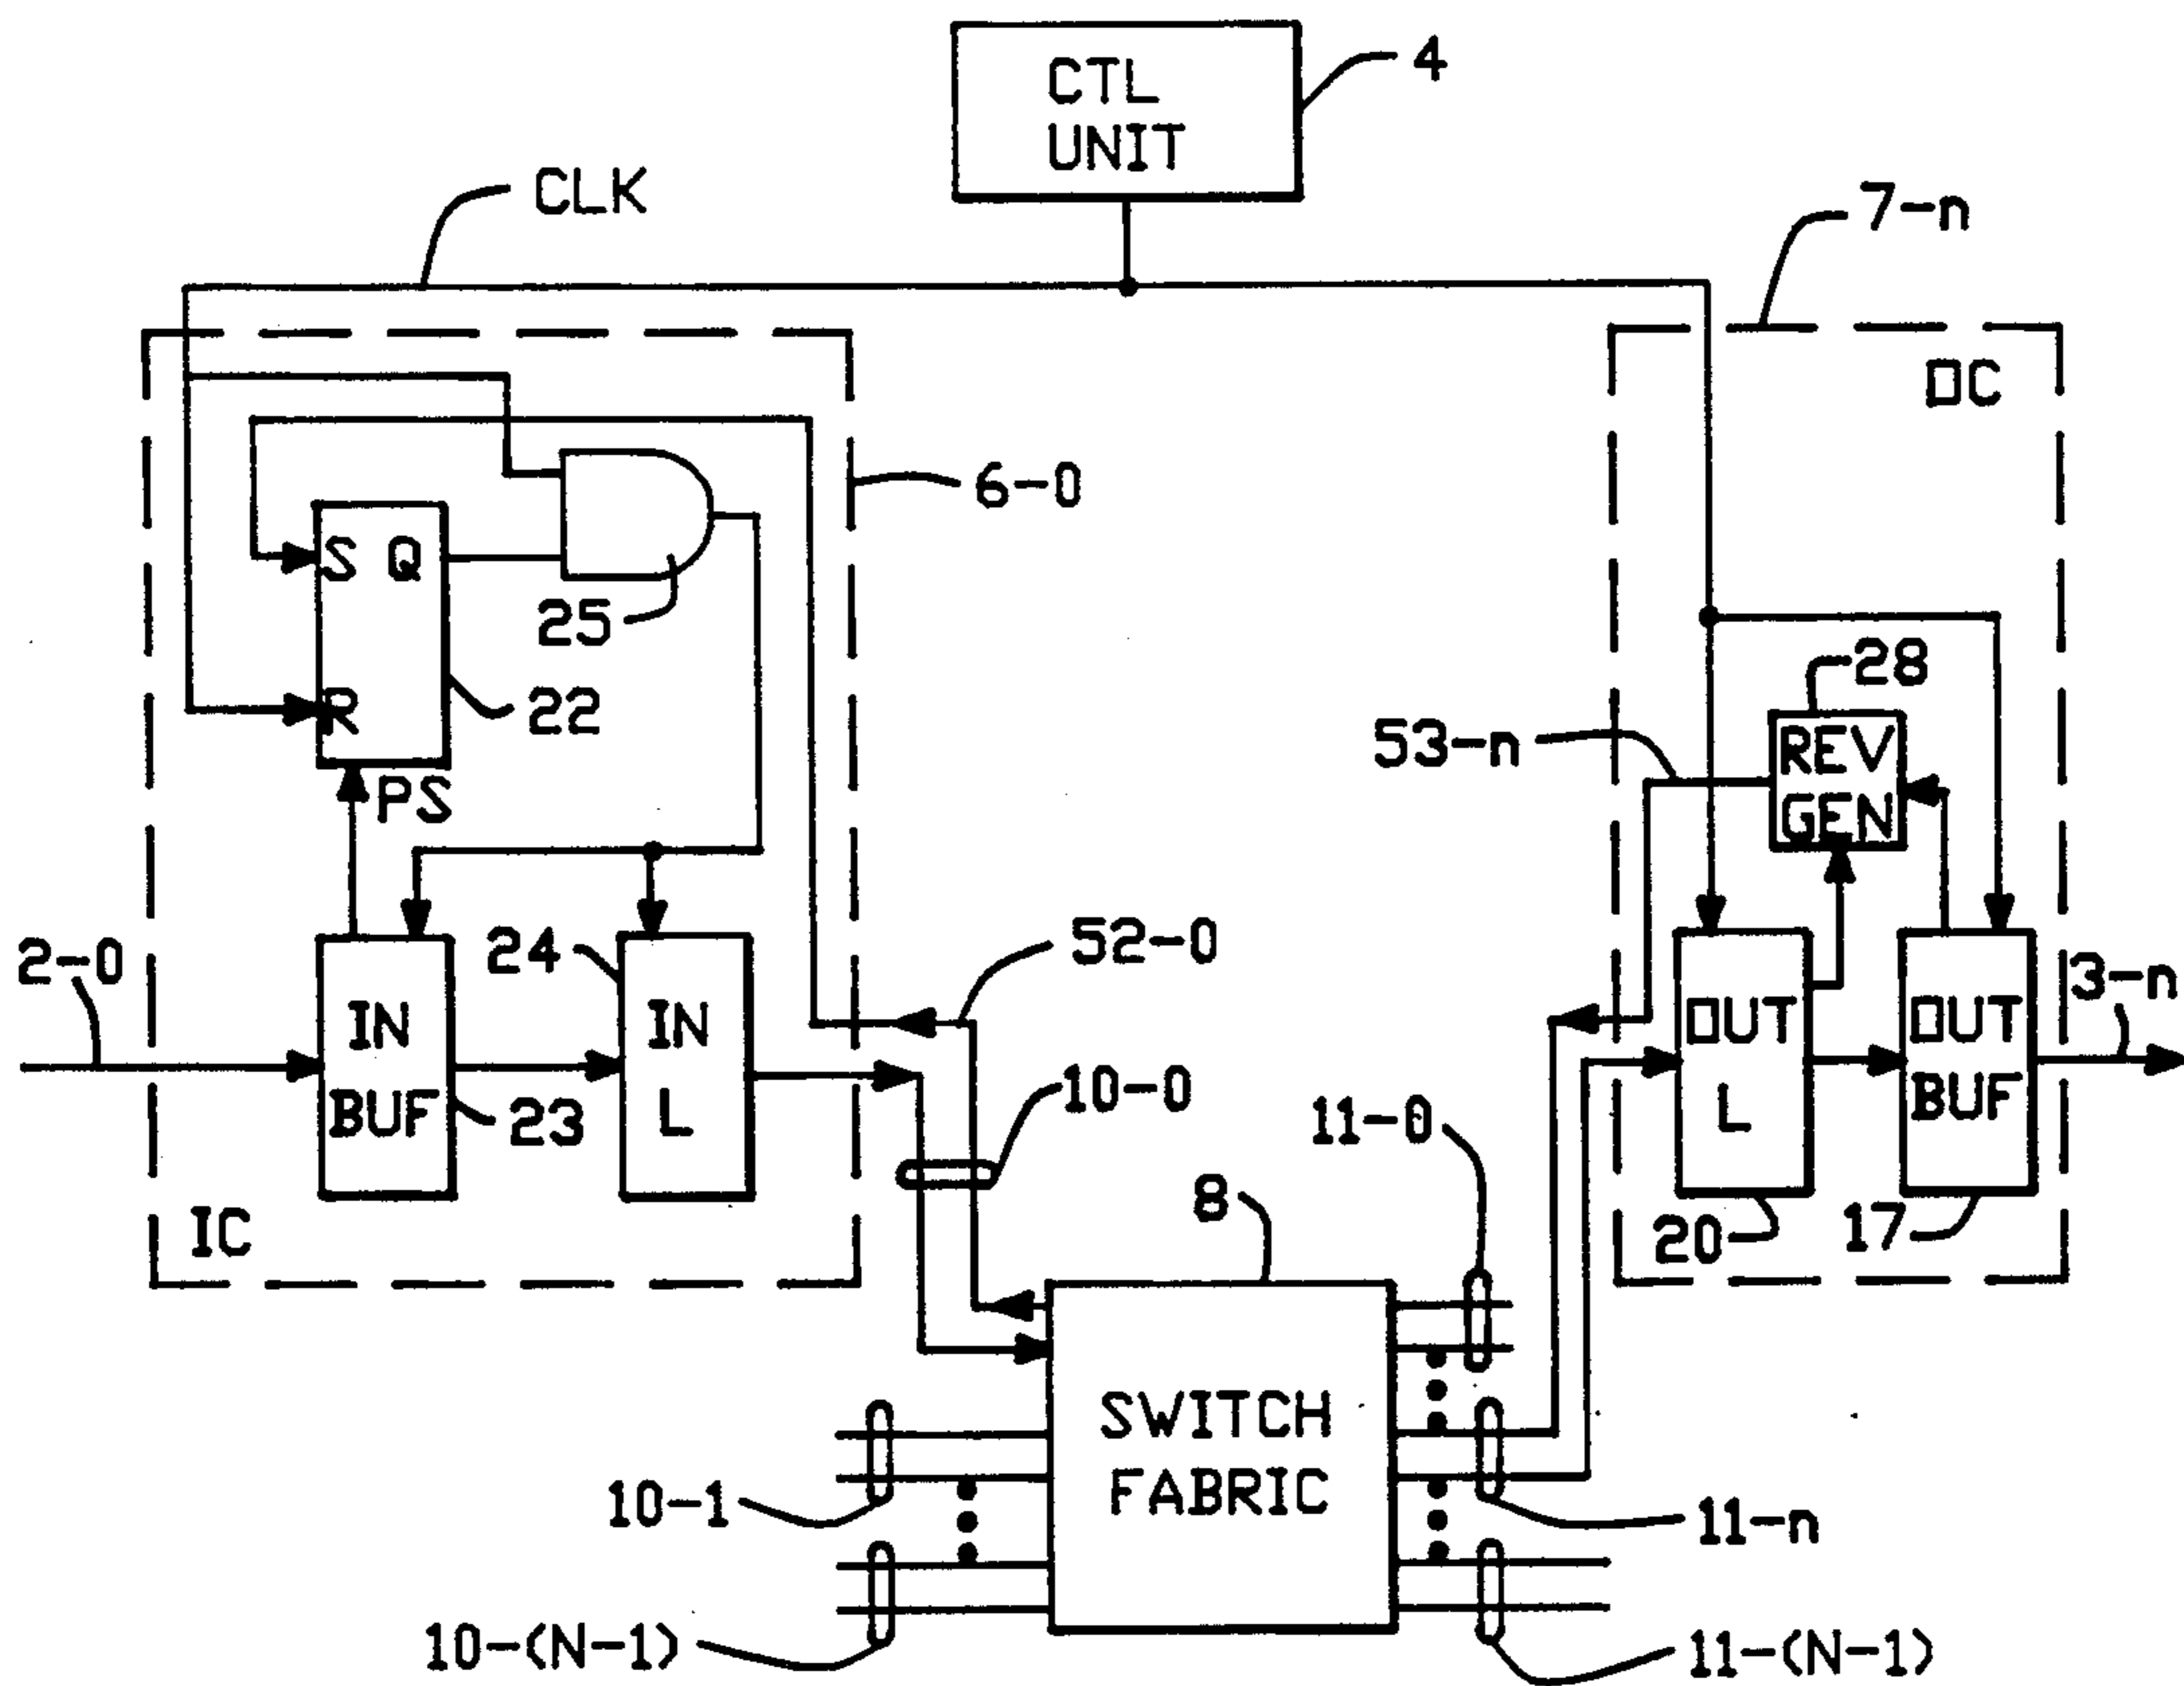 CTL
UNIT
4
CLK
7-n
OC
6-0
S Q
25
R
22
PS
28
REV
GEN
53-n
2-0
24
52-0
3-n
IN
BUF
IN
L
OUT
L
OUT
BUF
23
10-0
11-0
IC
8
20
17
SWITCH
FABRIC
10-1
11-n
10-(N-1)
11-(N-1)